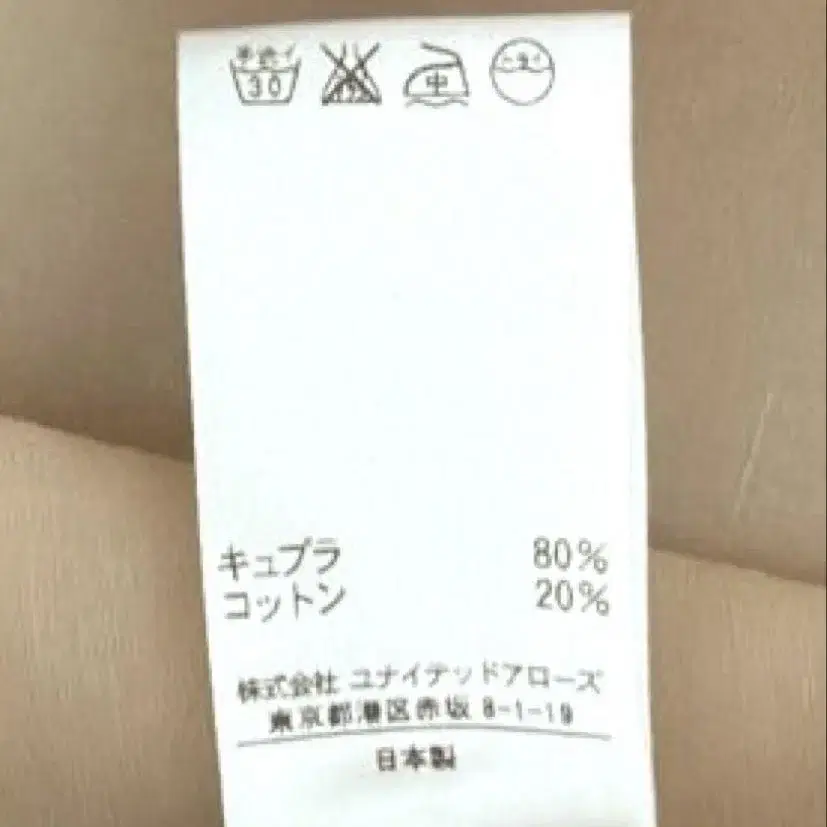 手洗イ
30
中
キュプラ 80%
コットン 20%
株式会社 ユナイテッドアローズ
東京都港区赤坂 8-1-19
日本製